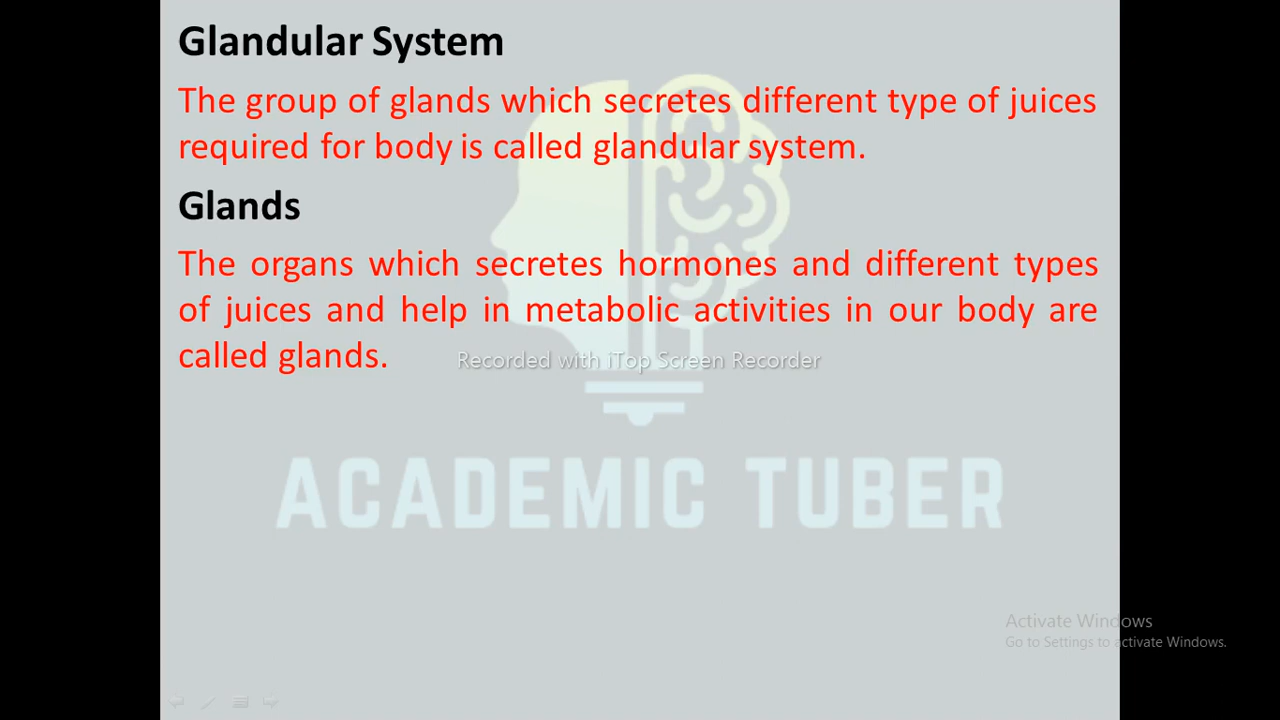 Glandular System
The group of glands which secretes different type of juices
required for body is called glandular system.
Glands
The organs which secretes hormones and different types
of juices and help in metabolic activities in our body are
called glands.
Recorded with iTop Screen Recorder
ACADEMIC TUBER
Activate Windows
Go to Settings to activate Windows.